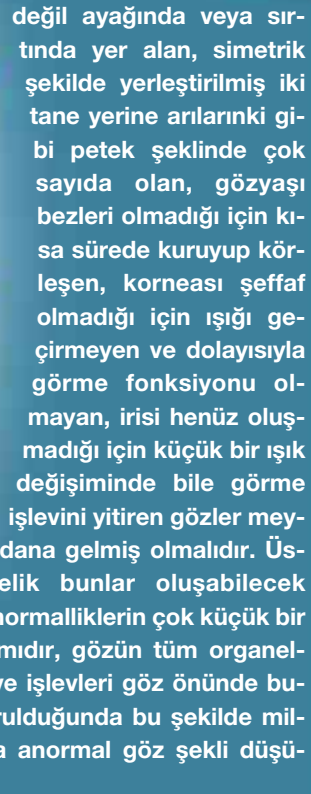 değil ayağında veya sır-
tında yer alan, simetrik
şekilde yerleştirilmiş iki
tane yerine arılarınki gi-
bi petek şeklinde çok
sayıda olan, gözyaşı
bezleri olmadığı için kı-
sa sürede kuruyup kör-
leşen, korneası şeffaf
olmadığı için ışığı ge-
çirmeyen ve dolayısıyla
görme fonksiyonu ol-
mayan, irisi henüz oluş-
madığı için küçük bir ışık
değişiminde bile görme
işlevini yitiren gözler mey-
dana gelmiş olmalıdır. Üs-
elik bunlar oluşabilecek
normalliklerin çok küçük bir
mıdır, gözün tüm organel-
ve işlevleri göz önünde bu-
rulduğunda bu şekilde mil-
a anormal göz şekli düşü-